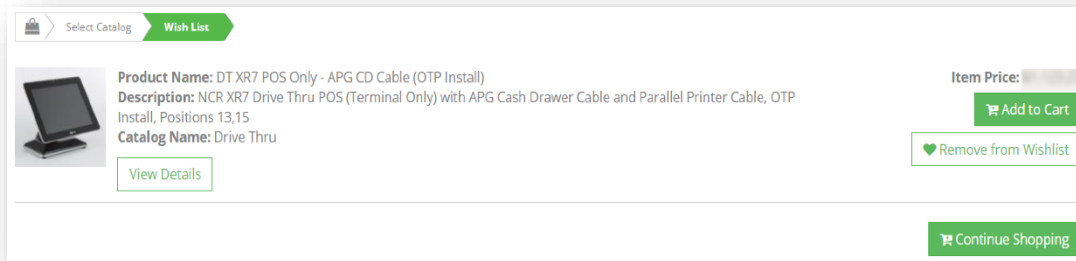 Select Catalog
Wish List
Product Name: DT XR7 POS Only - APG CD Cable (OTP Install)
Item Price:
Description: NCR XR7 Drive Thru POS (Terminal Only) with APG Cash Drawer Cable and Parallel Printer Cable, OTP
Install, Positions 13,15
Catalog Name: Drive Thru
View Details
Add to Cart
Remove from Wishlist
Continue Shopping